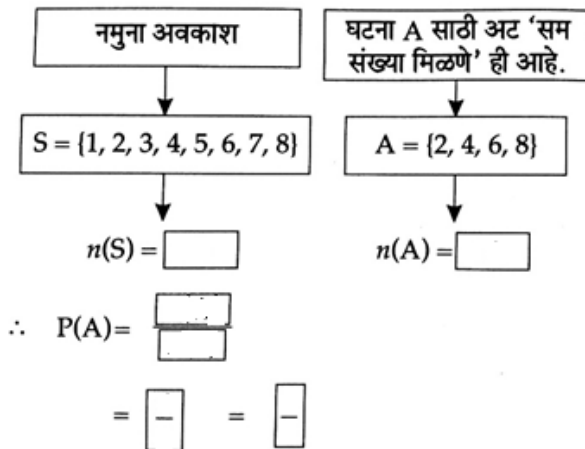 नमुना अवकाश
घटना A साठी अट ‘सम
संख्या मिळणे’ ही आहे.
S = {1, 2, 3, 4, 5, 6, 7, 8}
A = {2, 4, 6, 8}
n(S) =
n(A) =
∴ P(A)=
= — = —